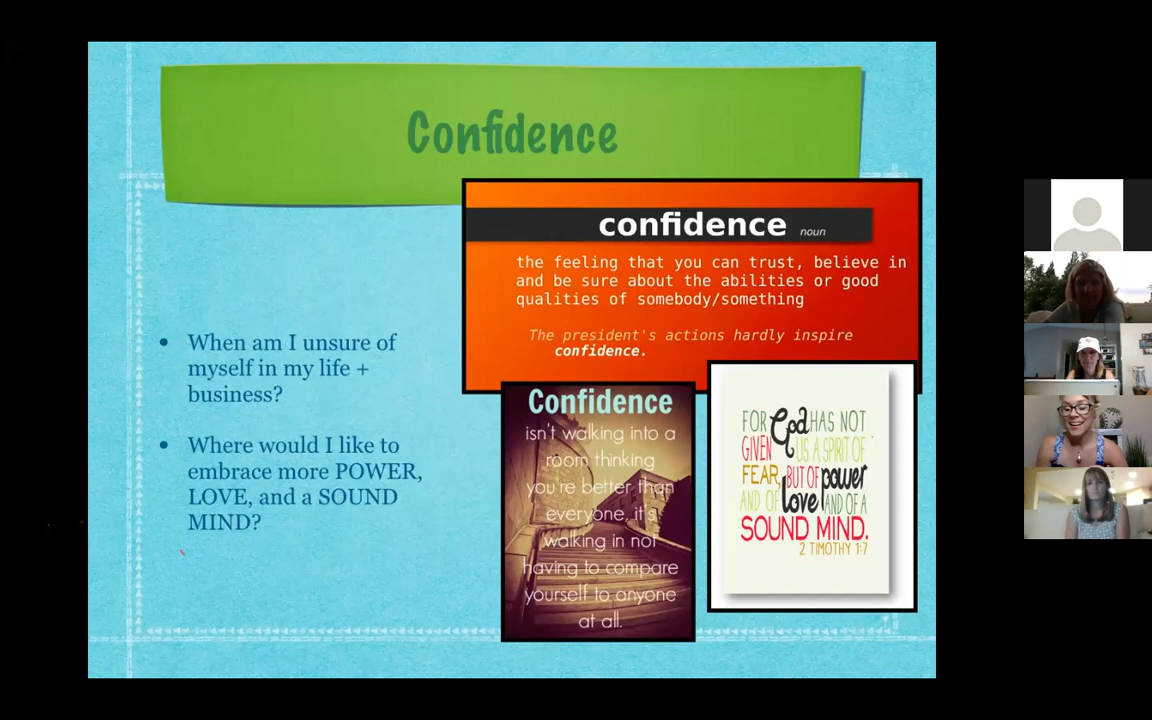 Confidence
• When am I unsure of
myself in my life +
business?
• Where would I like to
embrace more POWER,
LOVE, and a SOUND
MIND?
confidence noun
the feeling that you can trust, believe in
and be sure about the abilities or good
qualities of somebody/something
The president's actions hardly inspire
confidence.
Confidence
isn't walking into a
room thinking
you're better than
everyone, it's
walking in not
having to compare
yourself to anyone
at all.
FOR God HAS NOT
GIVEN US A SPIRIT OF
FEAR, BUT OF power
AND OF love AND OF A
SOUND MIND.
2 TIMOTHY 1:7